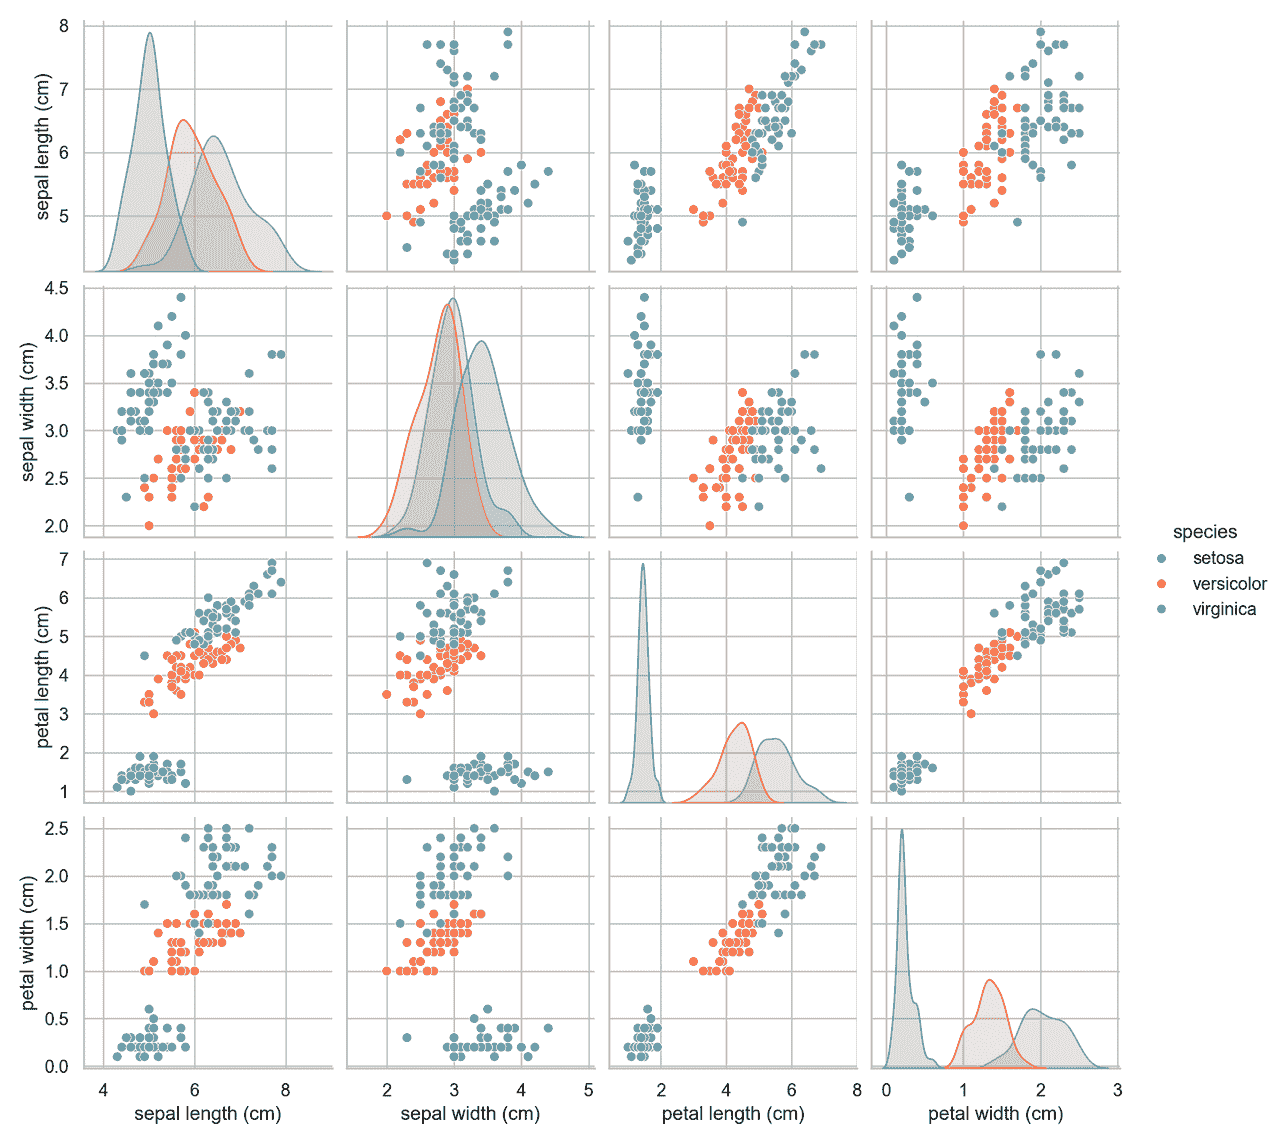 8
7
6
5
sepal length (cm)
4.5
4.0
3.5
3.0
2.5
2.0
sepal width (cm)
species
setosa
versicolor
virginica
7
6
5
4
3
2
1
petal length (cm)
2.5
2.0
1.5
1.0
0.5
0.0
petal width (cm)
4 6 8 2 3 4 5 2 4 6 8 0 1 2 3
sepal length (cm) sepal width (cm) petal length (cm) petal width (cm)